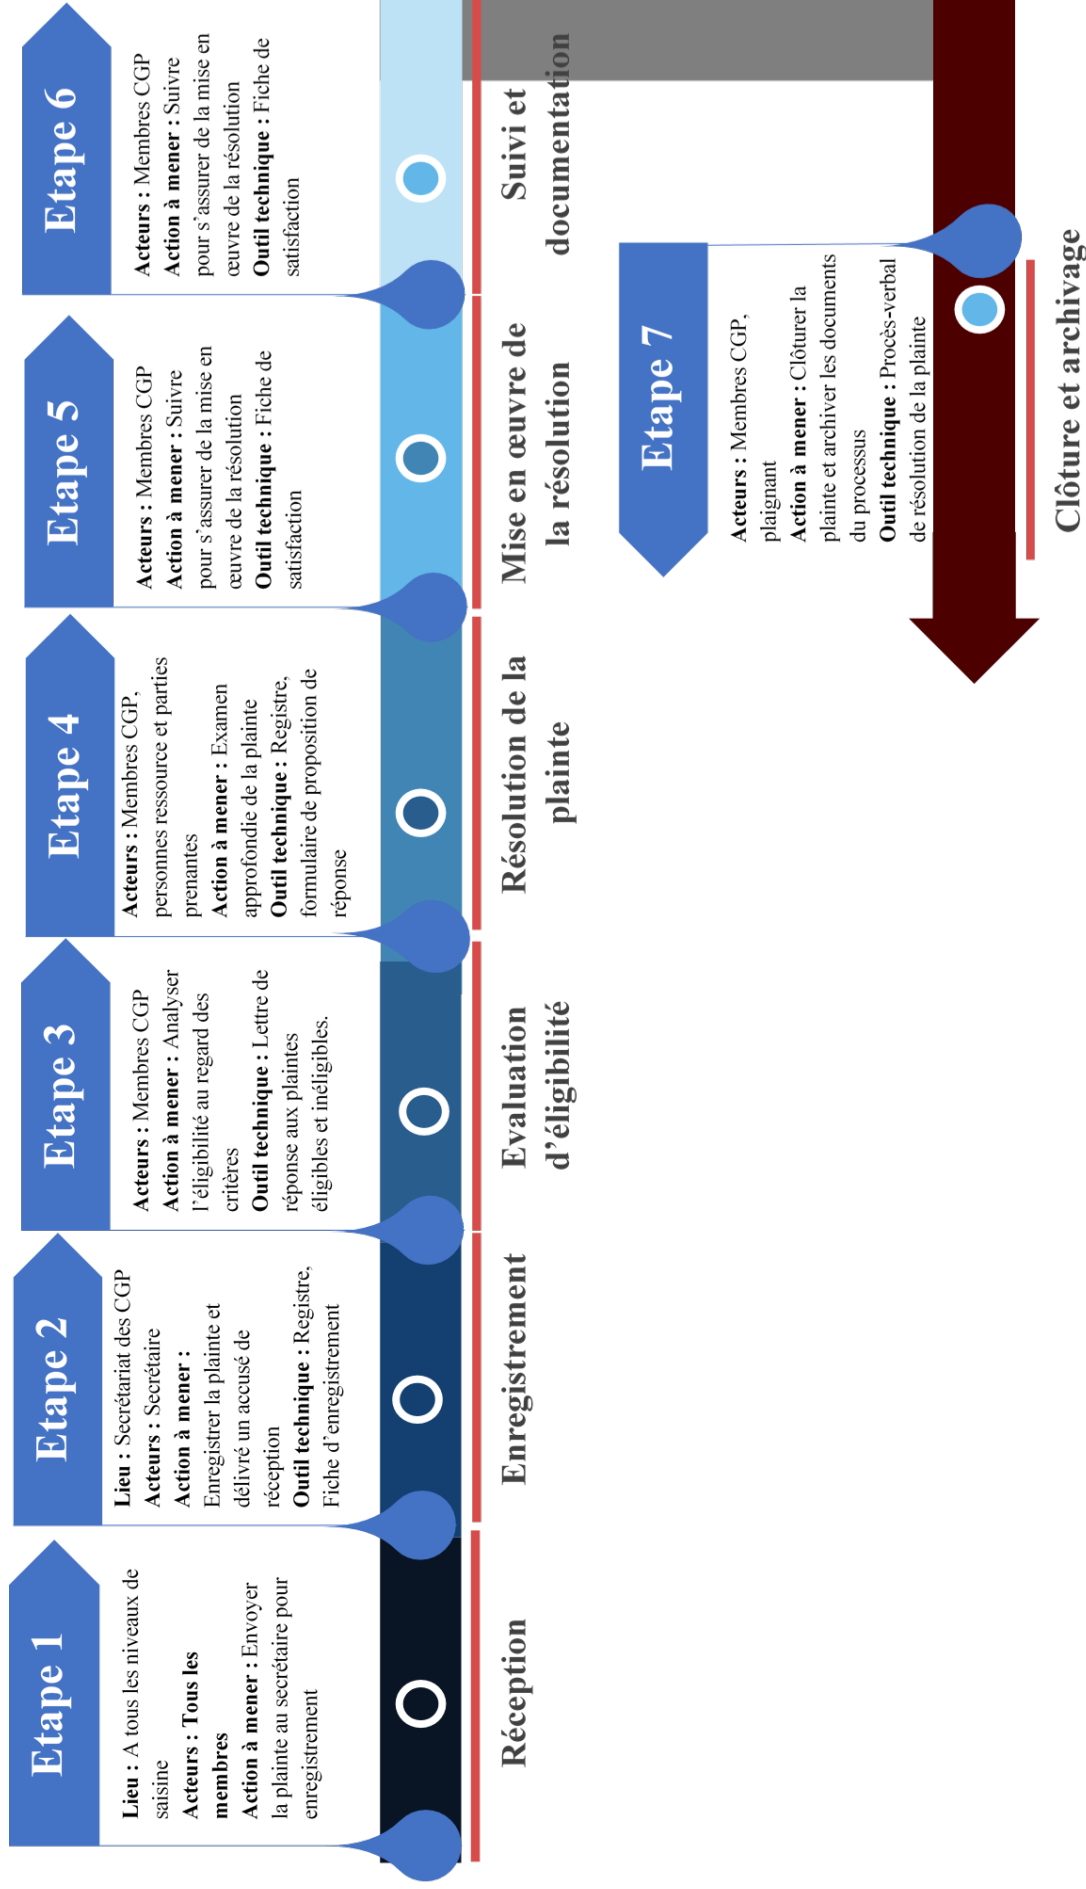 Etape 1
Lieu : A tous les niveaux de
saisine
Acteurs : Tous les
membres
Action à mener : Envoyer
la plainte au secrétaire pour
enregistrement
Réception
Etape 2
Lieu : Secrétariat des CGP
Acteurs : Secrétaire
Action à mener :
Enregistrer la plainte et
délivré un accusé de
réception
Outil technique : Registre,
Fiche d'enregistrement
Enregistrement
Etape 3
Acteurs : Membres CGP
Action à mener : Analyser
l'éligibilité au regard des
critères
Outil technique : Lettre de
réponse aux plaintes
éligibles et inéligibles.
Evaluation
d'éligibilité
Etape 4
Acteurs : Membres CGP,
personnes ressource et parties
prenantes
Action à mener : Examen
approfondie de la plainte
Outil technique : Registre,
formulaire de proposition de
réponse
Résolution de la
plainte
Etape 5
Acteurs : Membres CGP
Action à mener : Suivre
pour s'assurer de la mise en
œuvre de la résolution
Outil technique : Fiche de
satisfaction
Mise en œuvre de
la résolution
Etape 6
Acteurs : Membres CGP
Action à mener : Suivre
pour s'assurer de la mise en
œuvre de la résolution
Outil technique : Fiche de
satisfaction
Suivi et
documentation
Etape 7
Acteurs : Membres CGP,
plaignant
Action à mener : Clôturer la
plainte et archiver les documents
du processus
Outil technique : Procès-verbal
de résolution de la plainte
Clôture et archivage